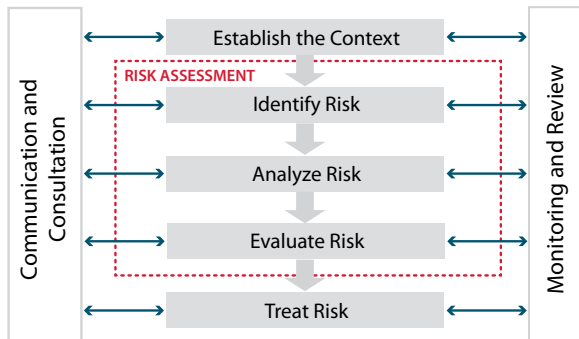 Communication and
Consultation
Establish the Context
RISK ASSESSMENT
Identify Risk
Analyze Risk
Evaluate Risk
Treat Risk
Monitoring and Review